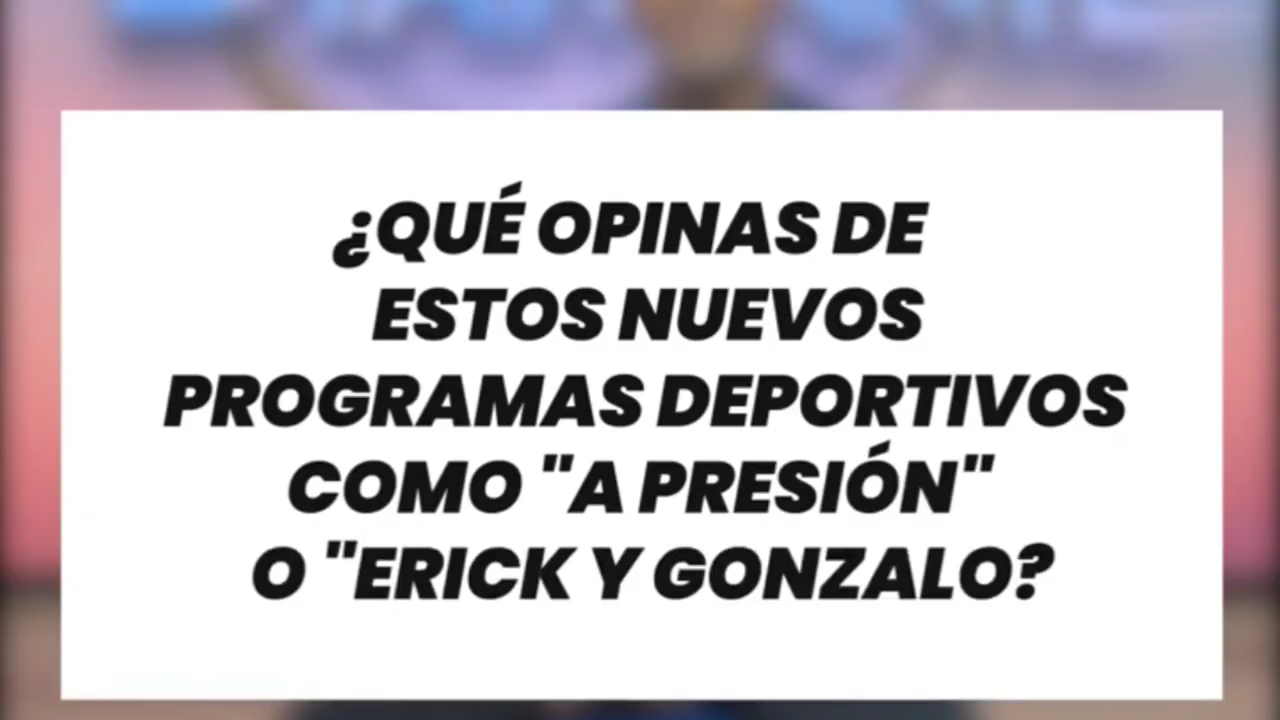 ¿QUÉ OPINAS DE
ESTOS NUEVOS
PROGRAMAS DEPORTIVOS
COMO "A PRESIÓN"
O "ERICK Y GONZALO?